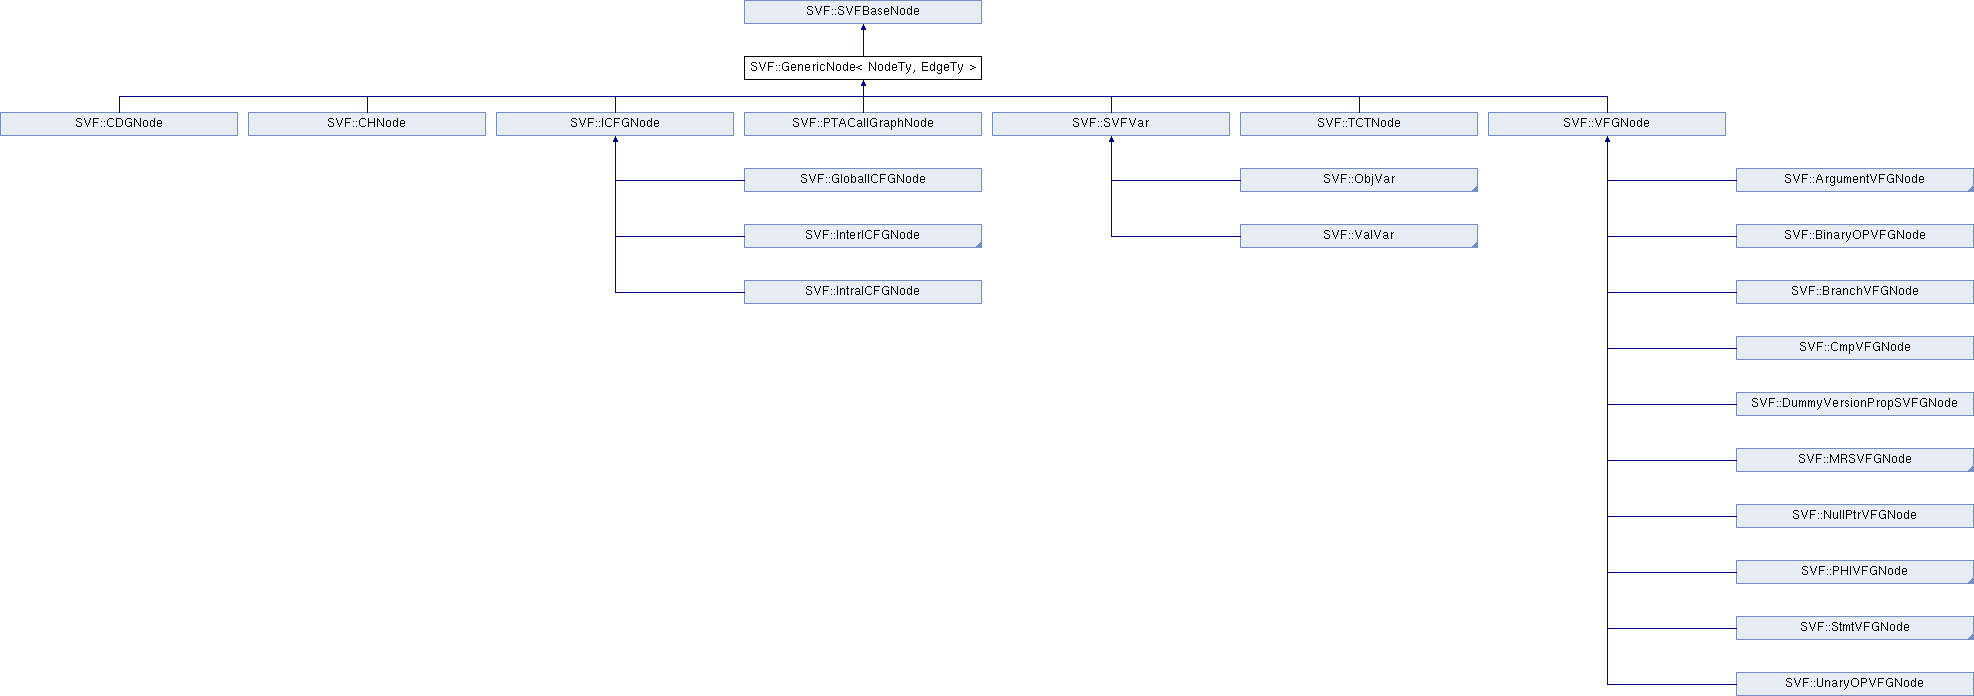 SVF::SVFBaseNode
SVF::GenericNode< NodeTy, EdgeTy >
SVF::CDGNode
SVF::CHNode
SVF::ICFGNode
SVF::PTACallGraphNode
SVF::SVFVar
SVF::TCTNode
SVF::VFGNode
SVF::GlobalICFGNode
SVF::ObjVar
SVF::ArgumentVFGNode
SVF::InterICFGNode
SVF::ValVar
SVF::BinaryOPVFGNode
SVF::IntraICFGNode
SVF::BranchVFGNode
SVF::CmpVFGNode
SVF::DummyVersionPropSVFGNode
SVF::MRSVFGNode
SVF::NullPtrVFGNode
SVF::PHIVFGNode
SVF::StmtVFGNode
SVF::UnaryOPVFGNode